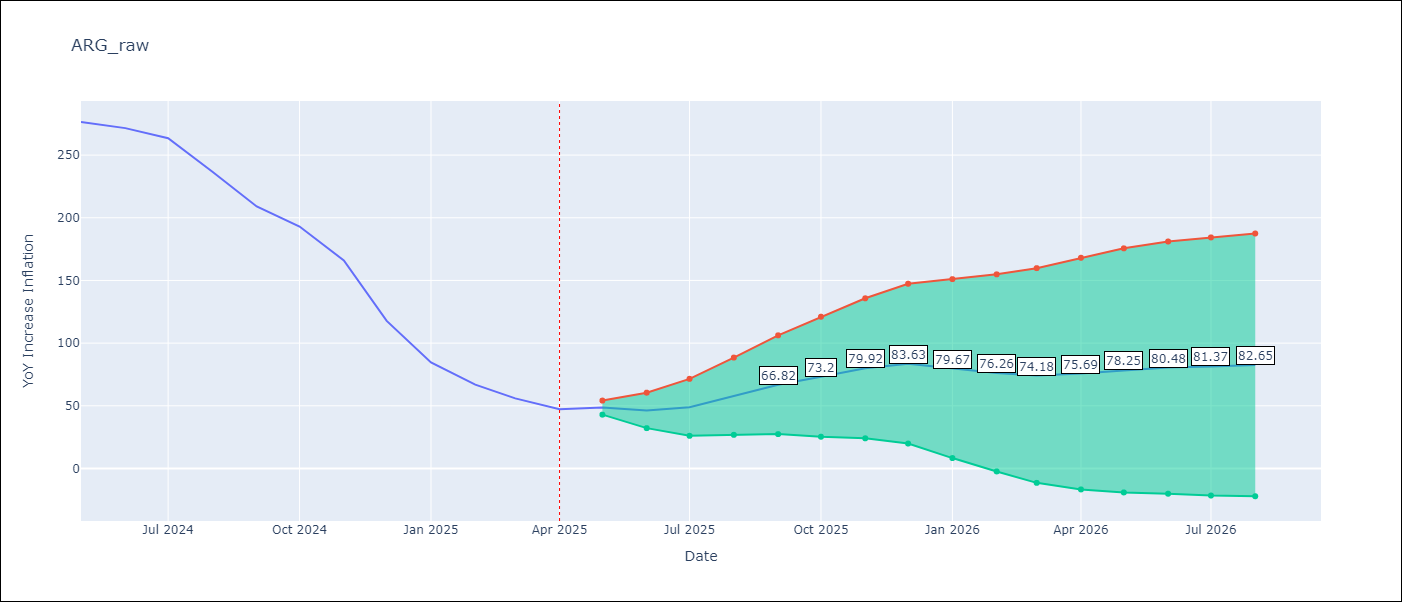 ARG_raw
YoY Increase Inflation
250
200
150
100
50
0
66.82
73.2
79.92
83.63
79.67
76.26
74.18
75.69
78.25
80.48
81.37
82.65
Jul 2024
Oct 2024
Jan 2025
Apr 2025
Jul 2025
Oct 2025
Jan 2026
Apr 2026
Jul 2026
Date